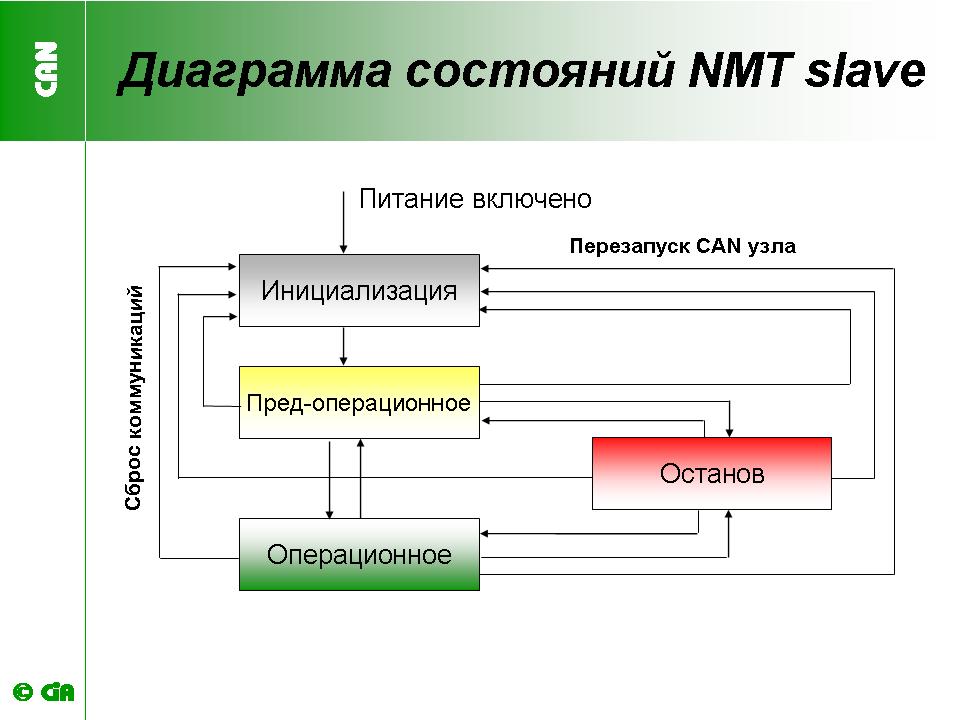 CAN
Диаграмма состояний NMT slave
Питание включено
Перезапуск CAN узла
Инициализация
Сброс коммуникаций
Пред-операционное
Останов
Операционное
© CiA